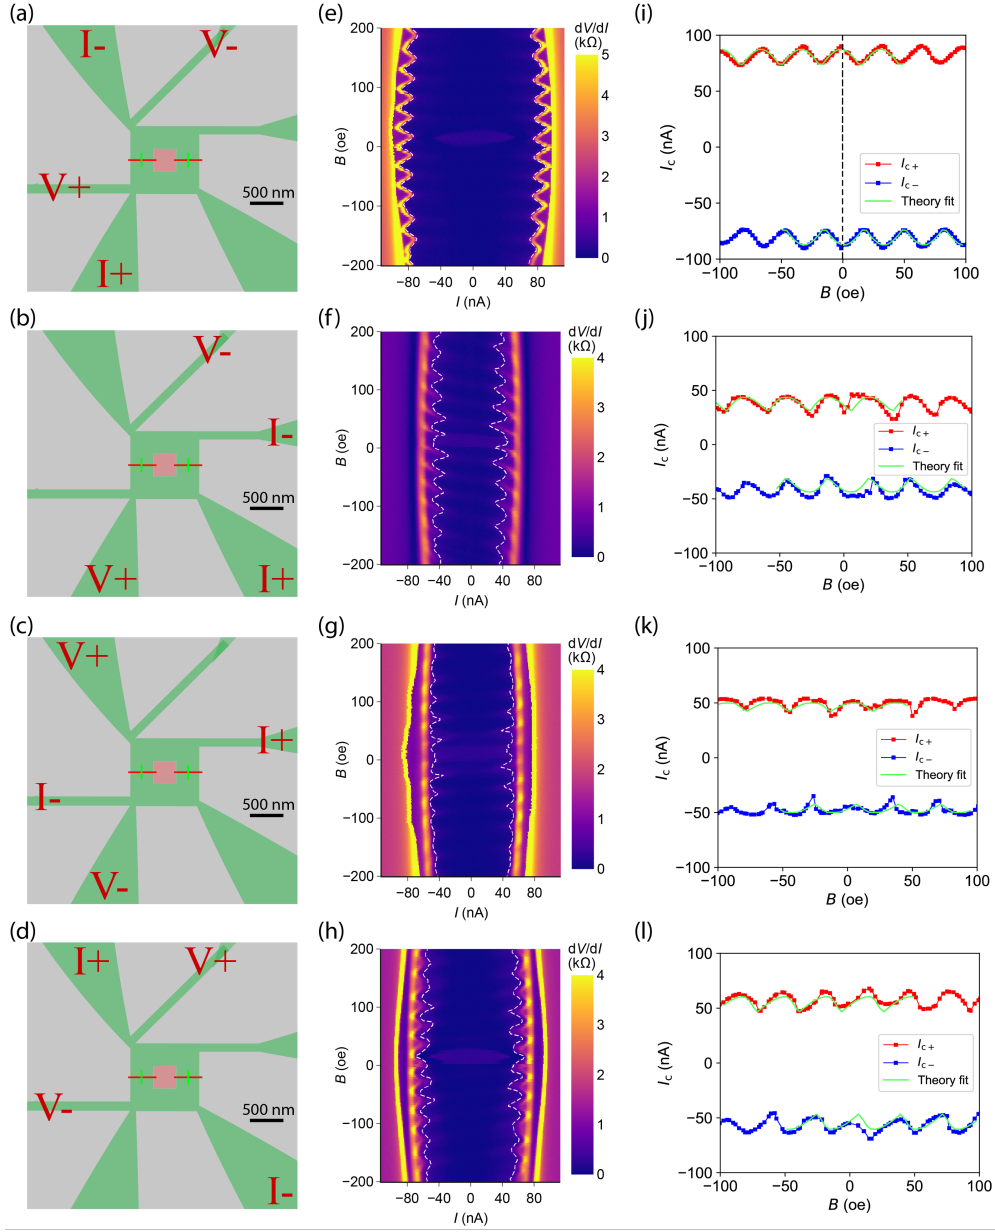 (a)
I-
V-
V+
I+
500 nm
(e)
dV/dI
(kΩ)
200
100
0
−100
−200
B (oe)
−80 −40 0 40 80
I (nA)
5
4
3
2
1
0
(i)
100
50
0
−50
−100
Ic (nA)
Ic+
Ic−
Theory fit
−100 −50 0 50 100
B (oe)
(b)
V-
I-
V+
I+
500 nm
(f)
dV/dI
(kΩ)
200
100
0
−100
−200
B (oe)
−80 −40 0 40 80
I (nA)
4
3
2
1
0
(j)
100
50
0
−50
−100
Ic (nA)
Ic+
Ic−
Theory fit
−100 −50 0 50 100
B (oe)
(c)
V+
I+
I-
V-
500 nm
(g)
dV/dI
(kΩ)
200
100
0
−100
−200
B (oe)
−80 −40 0 40 80
I (nA)
4
3
2
1
0
(k)
100
50
0
−50
−100
Ic (nA)
Ic+
Ic−
Theory fit
−100 −50 0 50 100
B (oe)
(d)
I+
V+
V-
I-
500 nm
(h)
dV/dI
(kΩ)
200
100
0
−100
−200
B (oe)
−80 −40 0 40 80
I (nA)
4
3
2
1
0
(l)
100
50
0
−50
−100
Ic (nA)
Ic+
Ic−
Theory fit
−100 −50 0 50 100
B (oe)